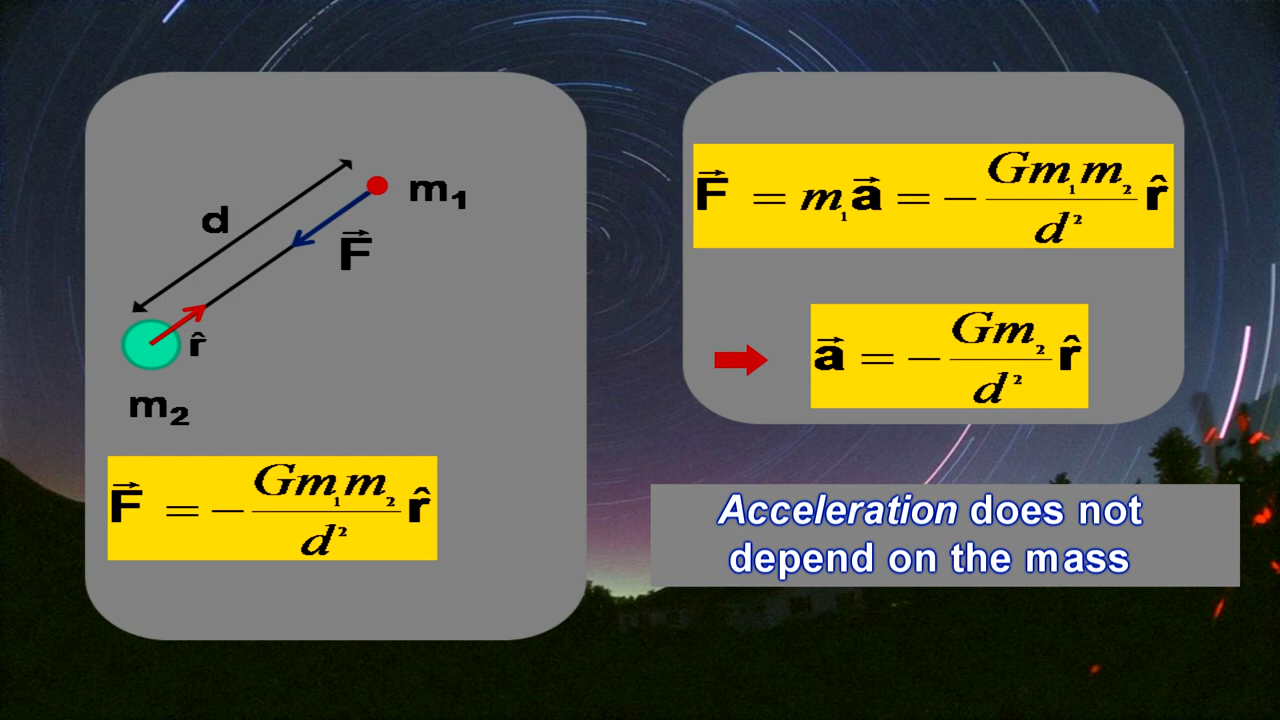 d
m₁
F⃗
r̂
m₂
F⃗ = − Gm₁m₂ / d² r̂
F⃗ = m₁a⃗ = − Gm₁m₂ / d² r̂
a⃗ = − Gm₂ / d² r̂
Acceleration does not
depend on the mass